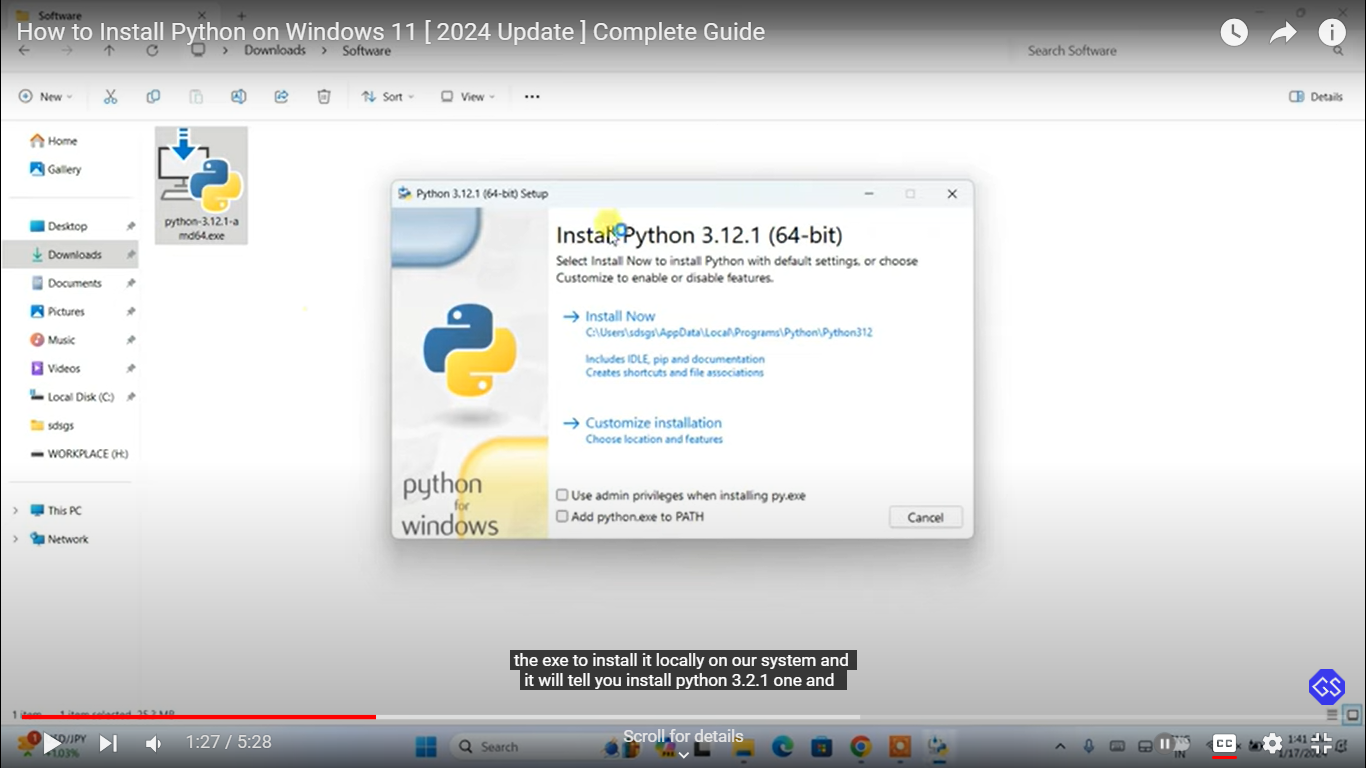 Software
How to Install Python on Windows 11 [ 2024 Update ] Complete Guide
Downloads
Software
Search Software
New
Sort
View
Details
Home
Gallery
Desktop
Downloads
Documents
Pictures
Music
Videos
Local Disk (C:)
sdsgs
WORKPLACE (H:)
This PC
Network
python-3.12.1-a
md64.exe
Python 3.12.1 (64-bit) Setup
Install Python 3.12.1 (64-bit)
Select Install Now to install Python with default settings, or choose
Customize to enable or disable features.
Install Now
C:\Users\sdsgs\AppData\Local\Programs\Python\Python312
Includes IDLE, pip and documentation
Creates shortcuts and file associations
Customize installation
Choose location and features
python
for
windows
Use admin privileges when installing py.exe
Add python.exe to PATH
Cancel
the exe to install it locally on our system and
it will tell you install python 3.2.1 one and
GS
1 item 1 item selected 25.3 MB
1
/JPY
+1.03%
1:27 / 5:28
Search
Scroll for details
CC
IN
1:41